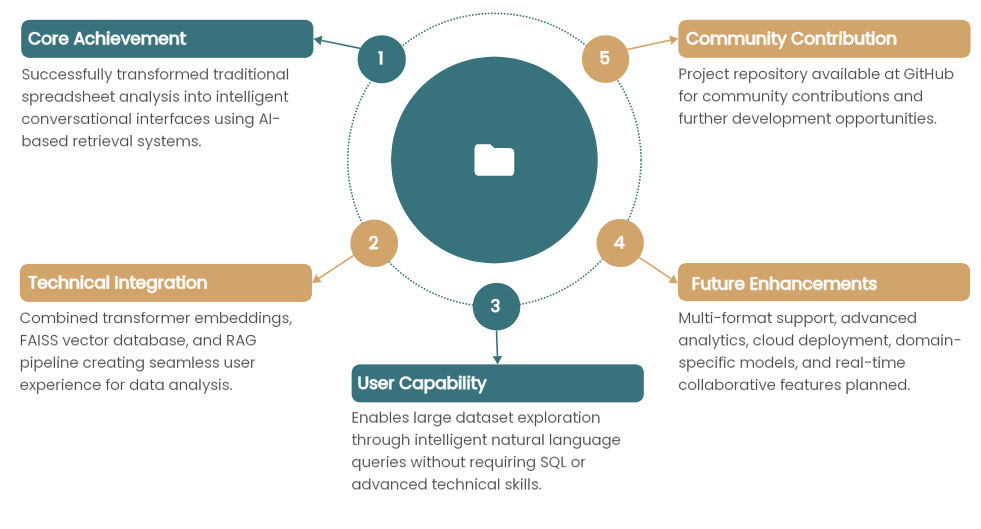 1
Core Achievement
Successfully transformed traditional
spreadsheet analysis into intelligent
conversational interfaces using AI-
based retrieval systems.
2
Technical Integration
Combined transformer embeddings,
FAISS vector database, and RAG
pipeline creating seamless user
experience for data analysis.
3
User Capability
Enables large dataset exploration
through intelligent natural language
queries without requiring SQL or
advanced technical skills.
4
Future Enhancements
Multi-format support, advanced
analytics, cloud deployment, domain-
specific models, and real-time
collaborative features planned.
5
Community Contribution
Project repository available at GitHub
for community contributions and
further development opportunities.